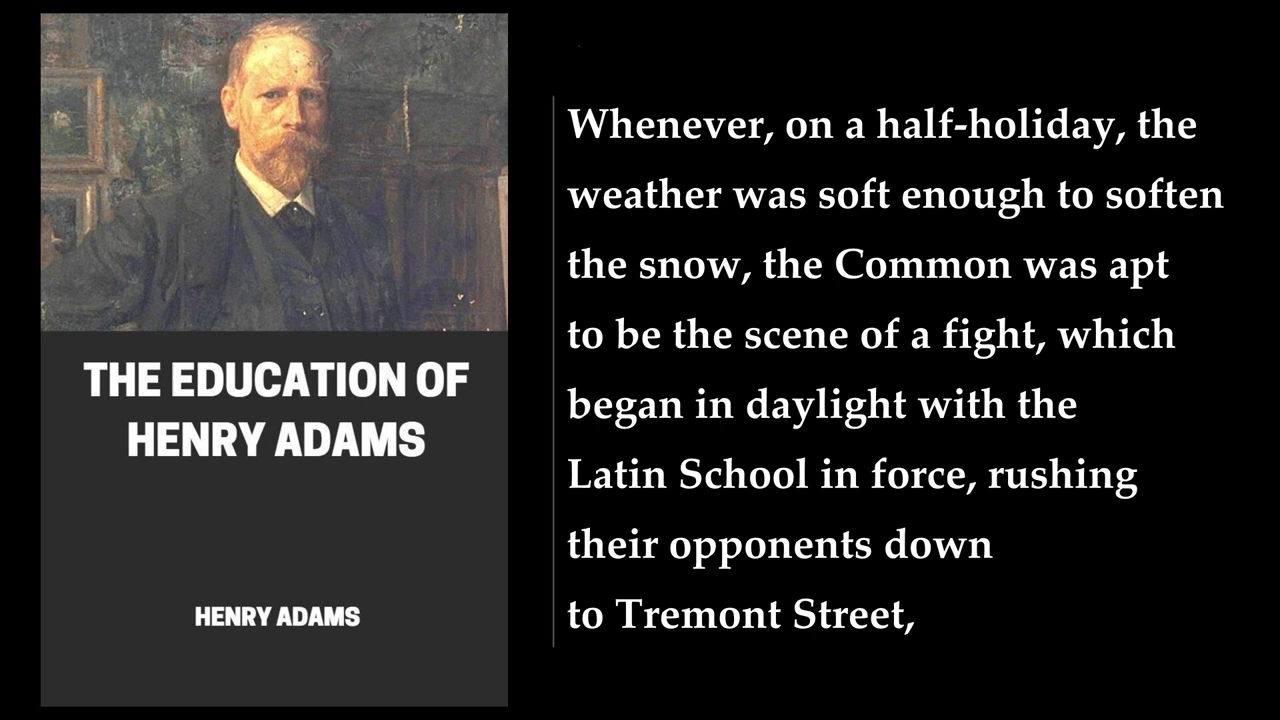 THE EDUCATION OF
HENRY ADAMS
HENRY ADAMS
Whenever, on a half-holiday, the
weather was soft enough to soften
the snow, the Common was apt
to be the scene of a fight, which
began in daylight with the
Latin School in force, rushing
their opponents down
to Tremont Street,